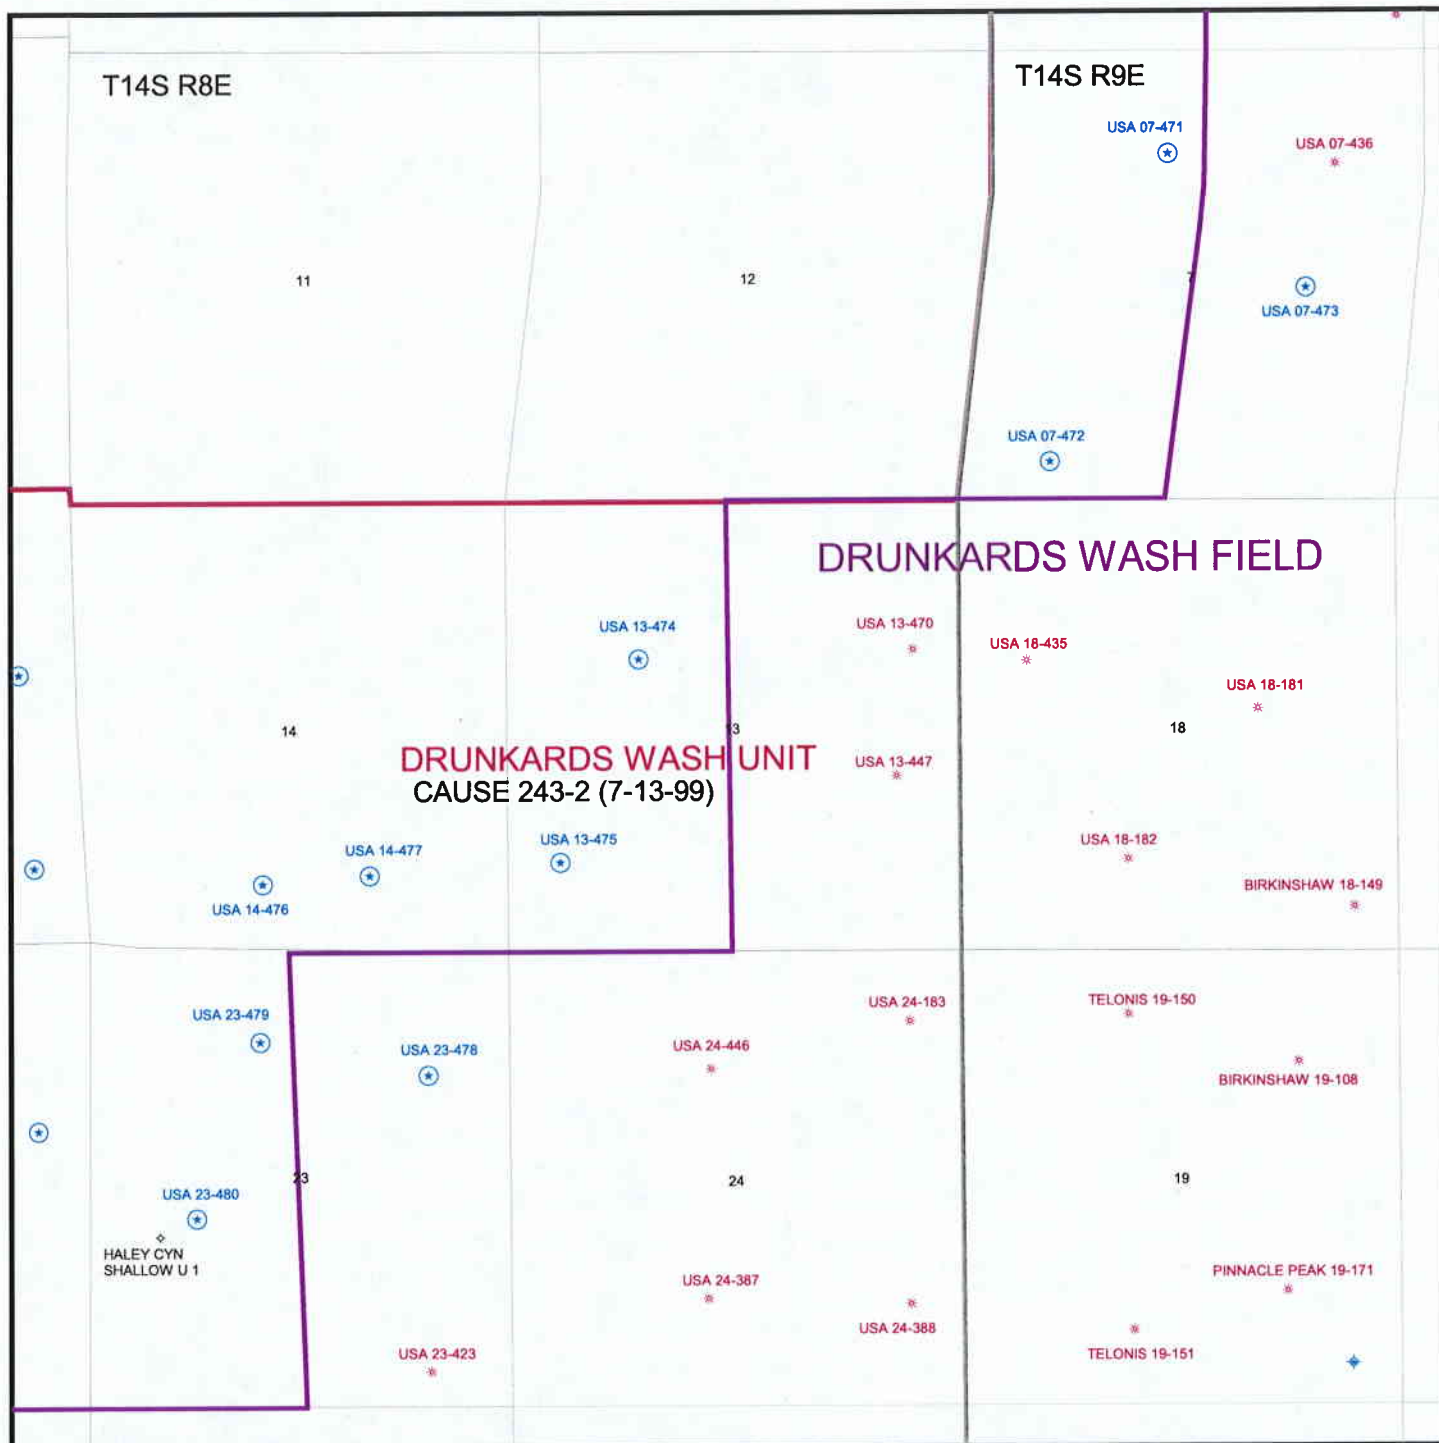 T14S R8E
T14S R9E
USA 07-471
USA 07-436
11
12
7
USA 07-473
USA 07-472
DRUNKARDS WASH FIELD
USA 13-474
USA 13-470
USA 18-435
USA 18-181
14
13
18
DRUNKARDS WASH UNIT
CAUSE 243-2 (7-13-99)
USA 13-447
USA 14-477
USA 13-475
USA 18-182
USA 14-476
BIRKINSHAW 18-149
USA 23-479
USA 23-478
USA 24-446
USA 24-183
TELONIS 19-150
BIRKINSHAW 19-108
23
24
19
USA 23-480
HALEY CYN
SHALLOW U 1
USA 24-387
USA 24-388
PINNACLE PEAK 19-171
USA 23-423
TELONIS 19-151